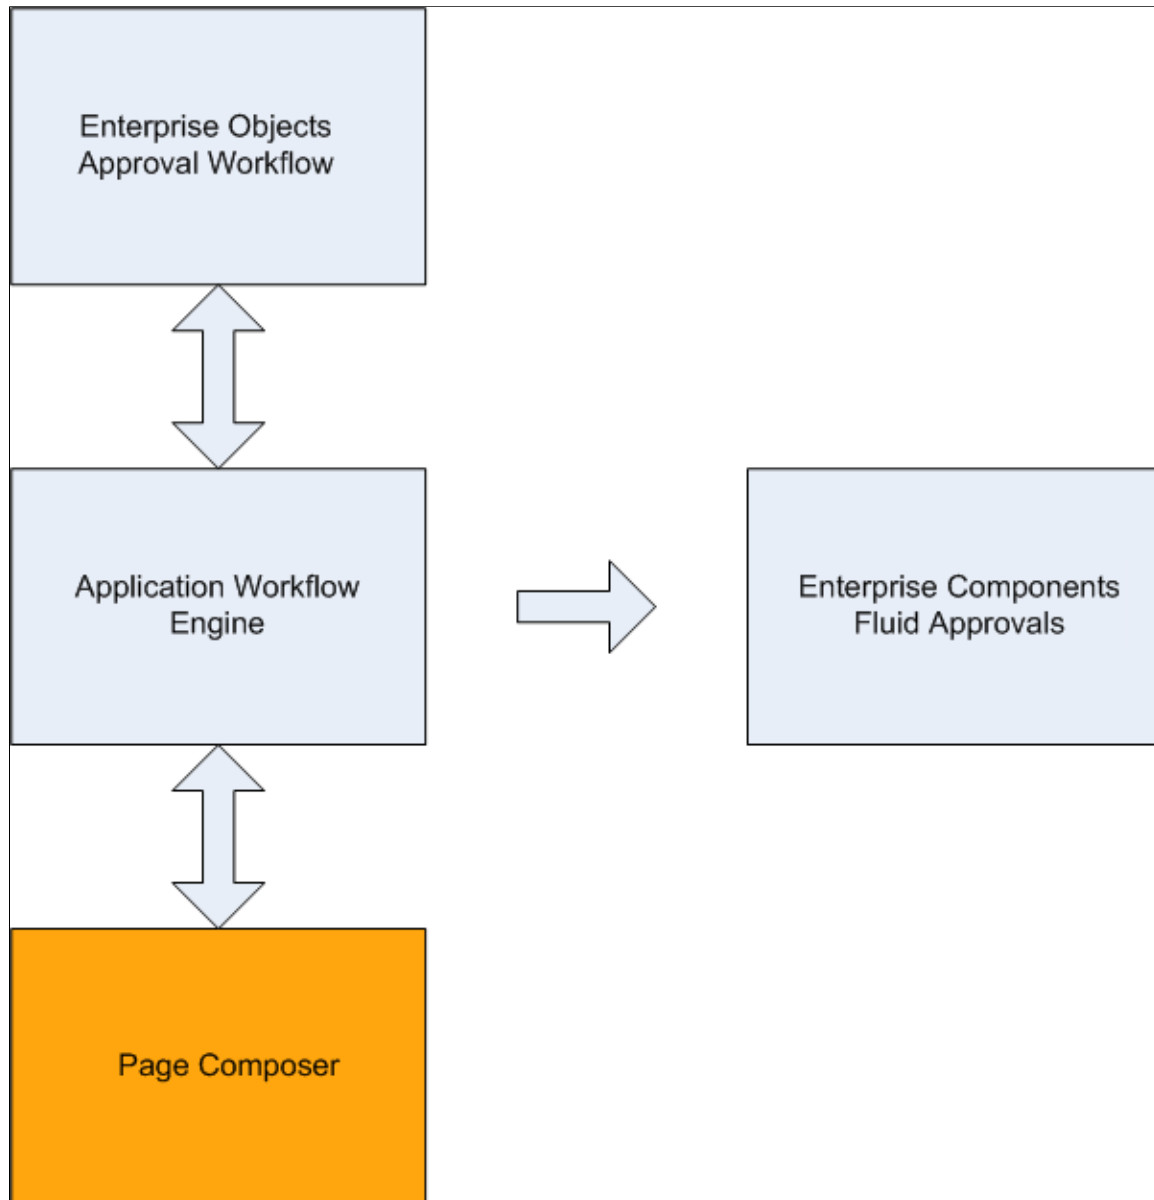 Enterprise Objects
Approval Workflow
Application Workflow
Engine
Enterprise Components
Fluid Approvals
Page Composer